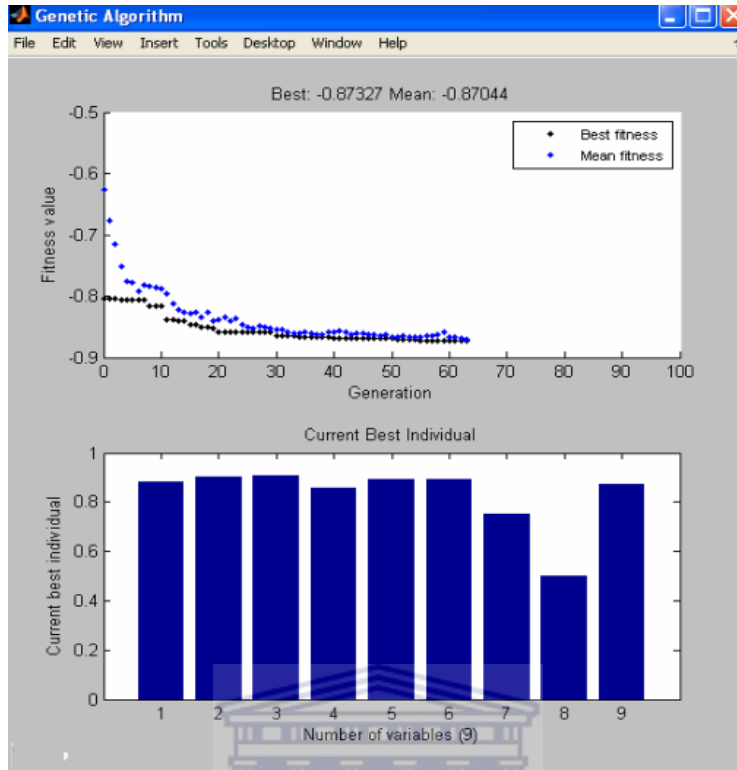 Genetic Algorithm
File Edit View Insert Tools Desktop Window Help
Best: -0.87327 Mean: -0.87044
-0.5
-0.6
-0.7
-0.8
-0.9
Fitness value
Best fitness
Mean fitness
0 10 20 30 40 50 60 70 80 90 100
Generation
Current Best Individual
1
0.8
0.6
0.4
0.2
0
Current best individual
1 2 3 4 5 6 7 8 9
Number of variables (9)